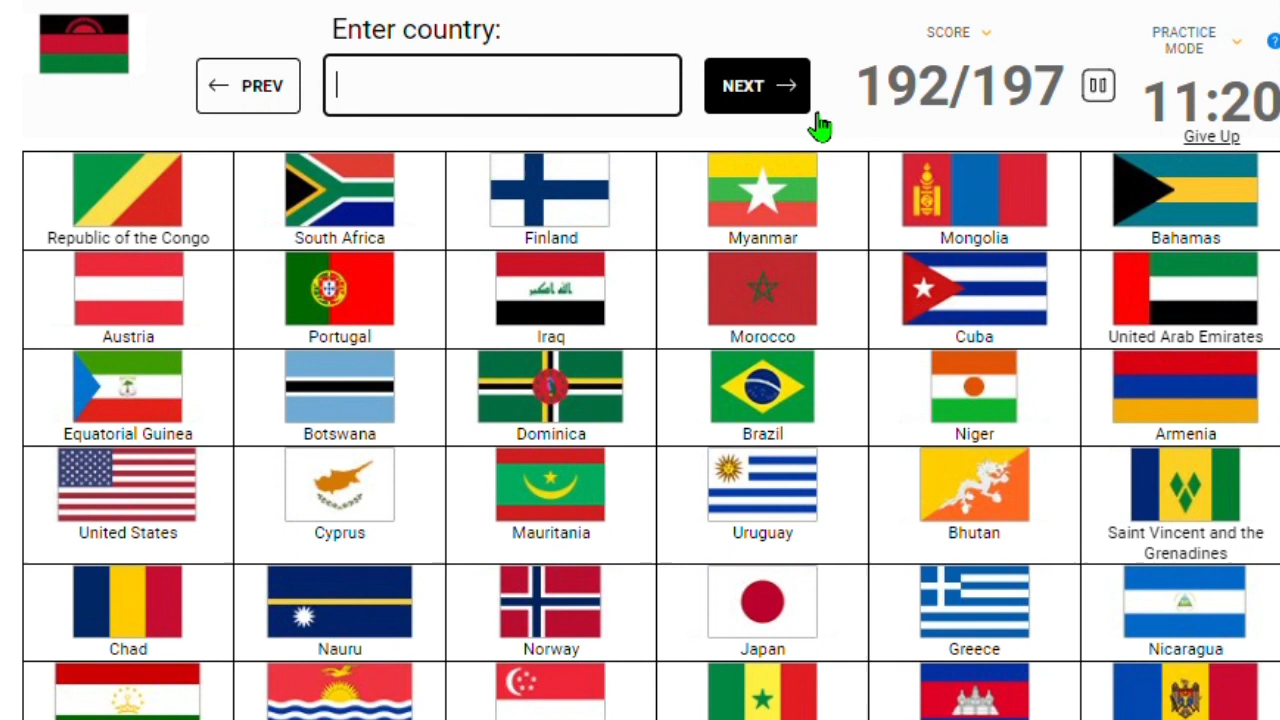 Enter country:
PREV
NEXT
SCORE
192/197
PRACTICE
MODE
?
11:20
Give Up
Republic of the Congo
South Africa
Finland
Myanmar
Mongolia
Bahamas
Austria
Portugal
الله اكبر
Iraq
Morocco
Cuba
United Arab Emirates
Equatorial Guinea
Botswana
Dominica
Brazil
Niger
Armenia
United States
Cyprus
Mauritania
Uruguay
Bhutan
Saint Vincent and the
Grenadines
Chad
Nauru
Norway
Japan
Greece
Nicaragua